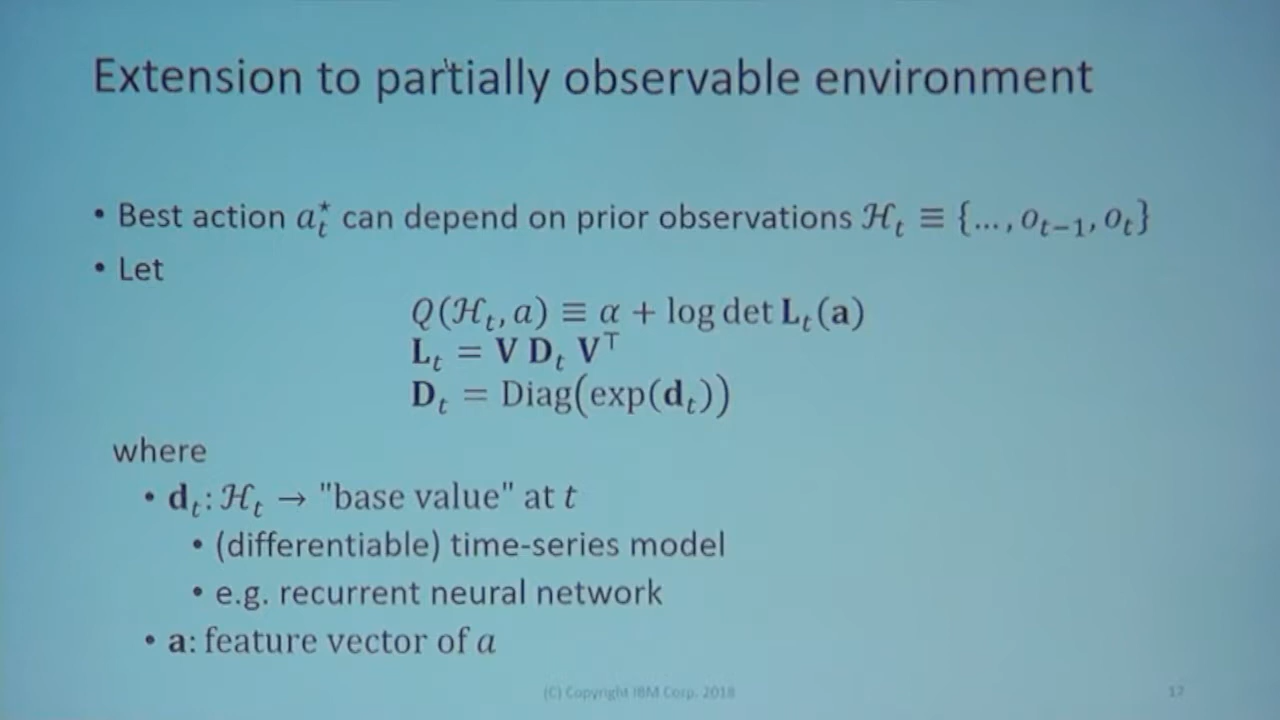 Extension to partially observable environment
• Best action a_t^⋆ can depend on prior observations ℋ_t ≡ {…, o_{t−1}, o_t}
• Let
Q(ℋ_t, a) ≡ α + log det L_t(a)
L_t = V D_t V^⊤
D_t = Diag(exp(d_t))
where
• d_t: ℋ_t → "base value" at t
• (differentiable) time-series model
• e.g. recurrent neural network
• a: feature vector of a
(C) Copyright IBM Corp. 2018
17